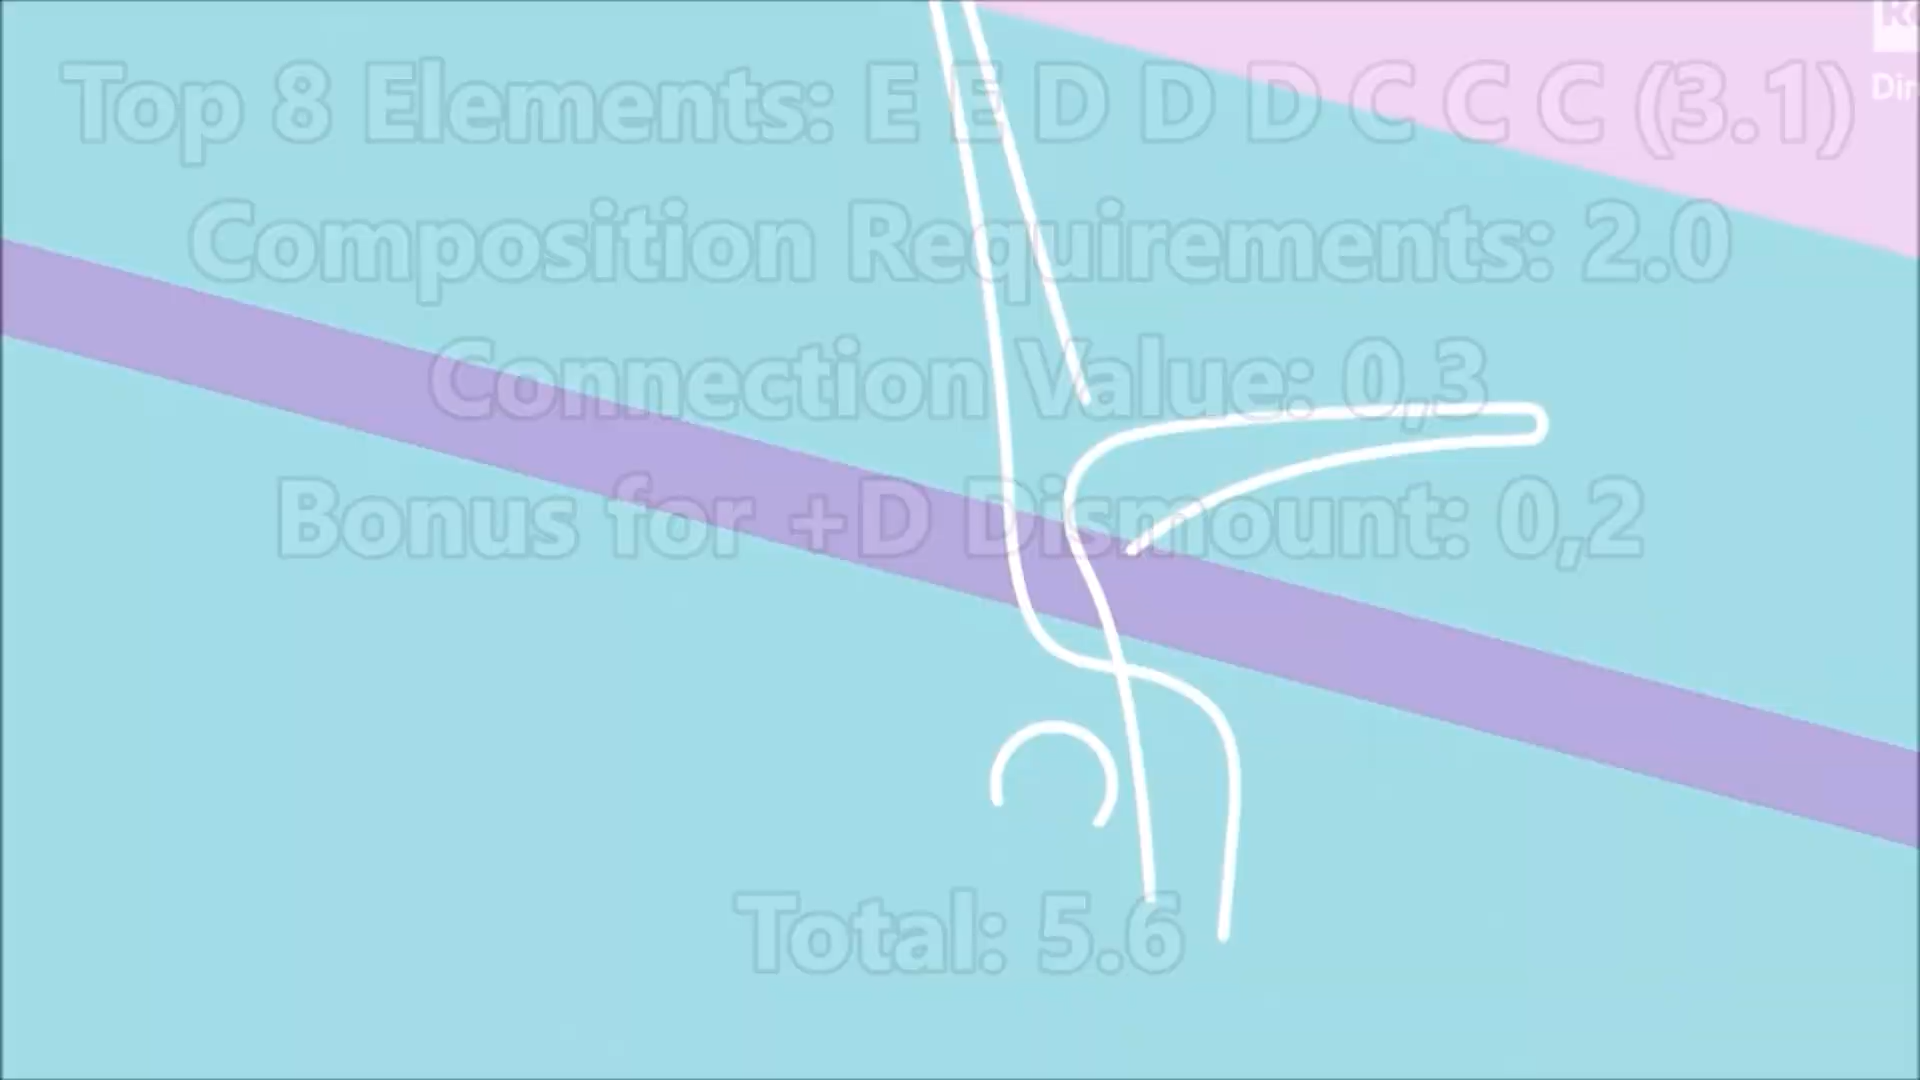 Top 8 Elements: E E D D D C C C (3.1)
Composition Requirements: 2.0
Connection Value: 0,3
Bonus for +D Dismount: 0,2
Total: 5.6